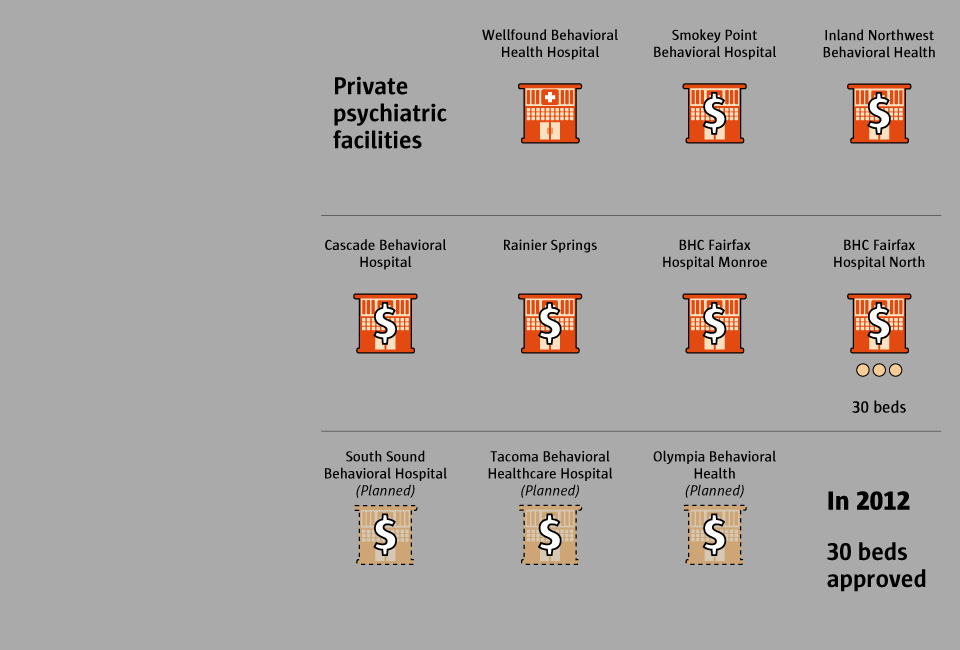 Private
psychiatric
facilities
Wellfound Behavioral
Health Hospital
Smokey Point
Behavioral Hospital
Inland Northwest
Behavioral Health
$
$
Cascade Behavioral
Hospital
Rainier Springs
BHC Fairfax
Hospital Monroe
BHC Fairfax
Hospital North
$
$
$
$
30 beds
South Sound
Behavioral Hospital
(Planned)
Tacoma Behavioral
Healthcare Hospital
(Planned)
Olympia Behavioral
Health
(Planned)
$
$
$
In 2012
30 beds
approved